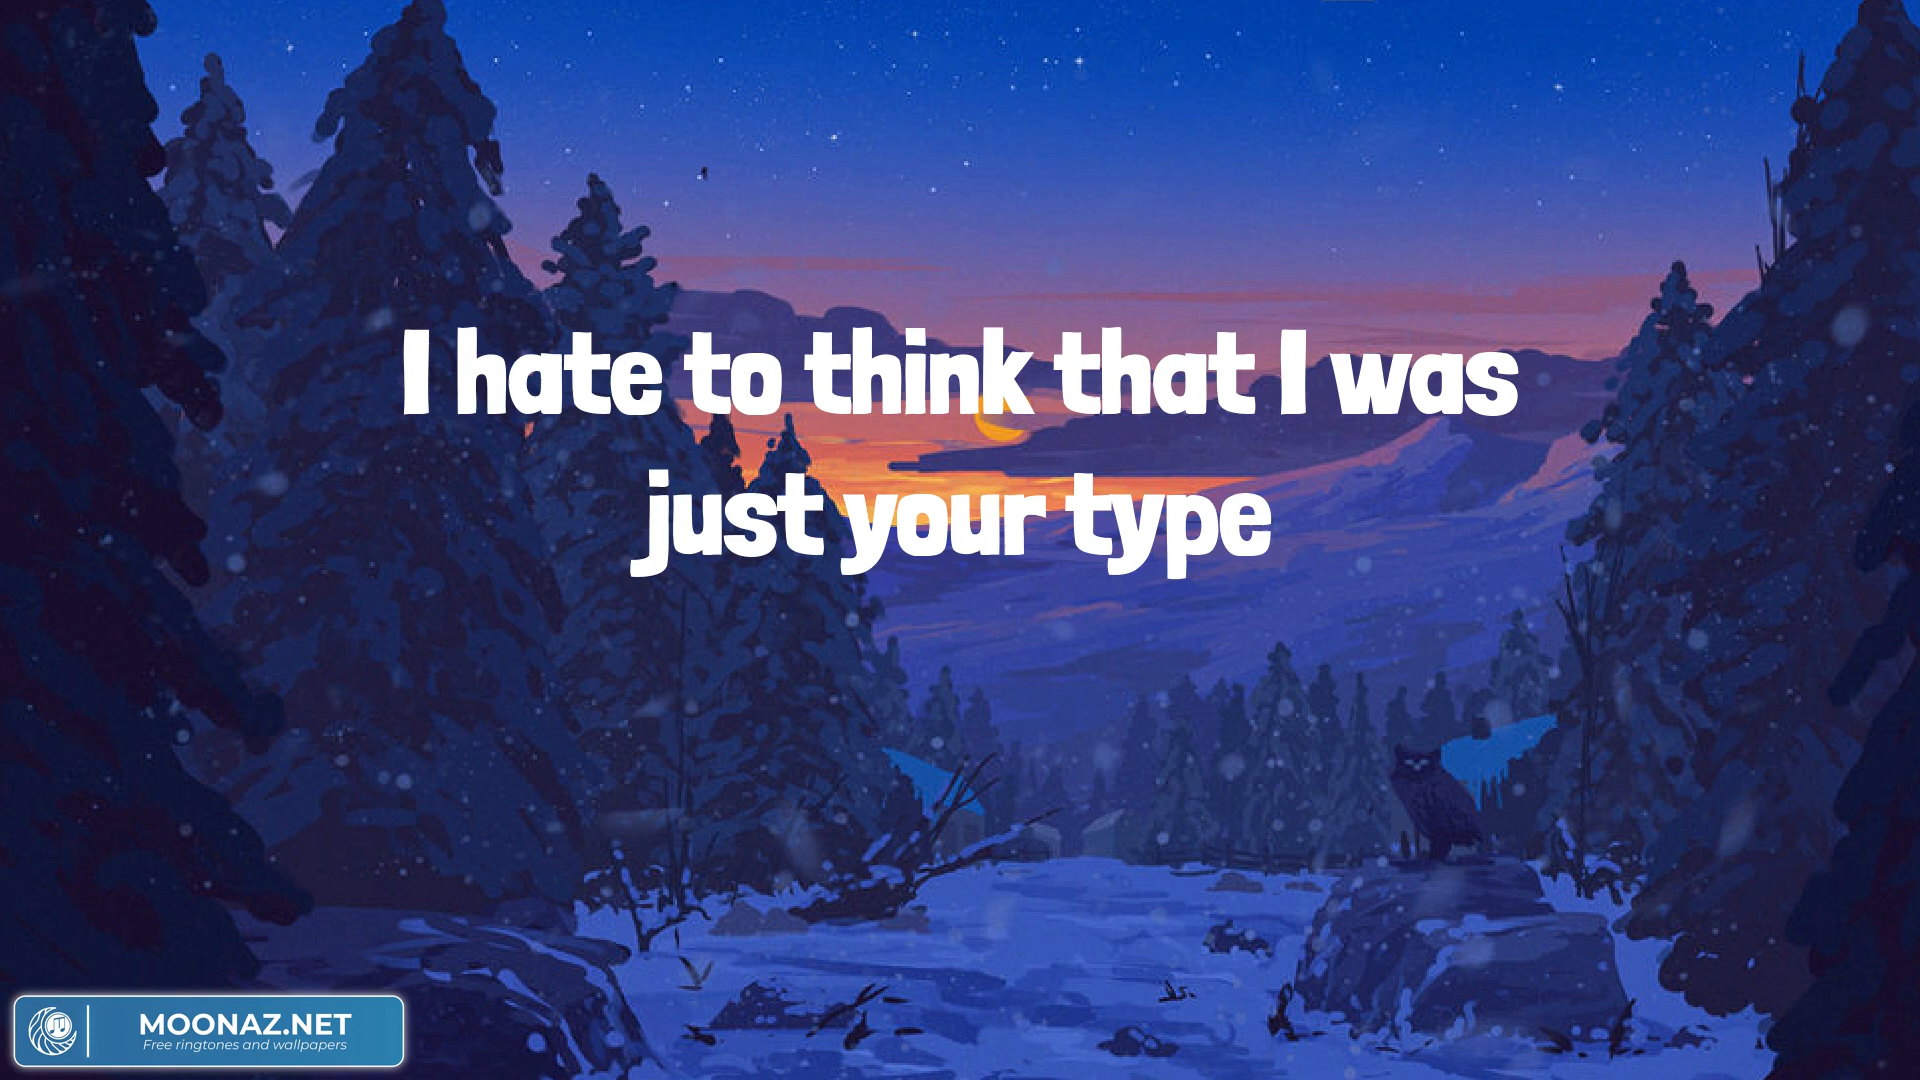 I hate to think that I was
just your type
MOONAZ.NET
Free ringtones and wallpapers